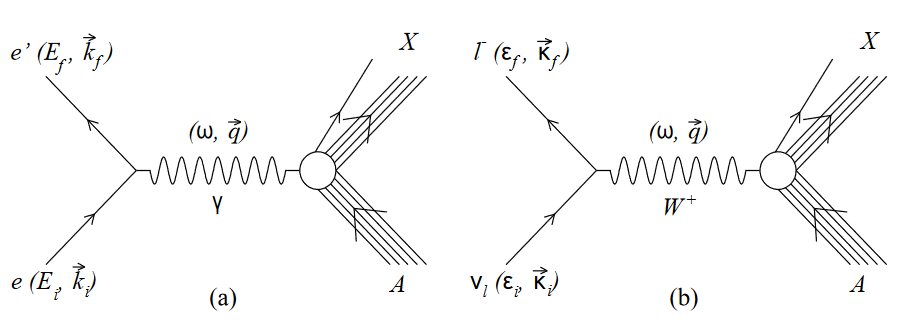 e' (E_f, k⃗_f)
X
(ω, q⃗)
γ
e (E_i, k⃗_i)
A
(a)
l⁻ (ε_f, κ⃗_f)
X
(ω, q⃗)
W⁺
ν_l (ε_i, κ⃗_i)
A
(b)